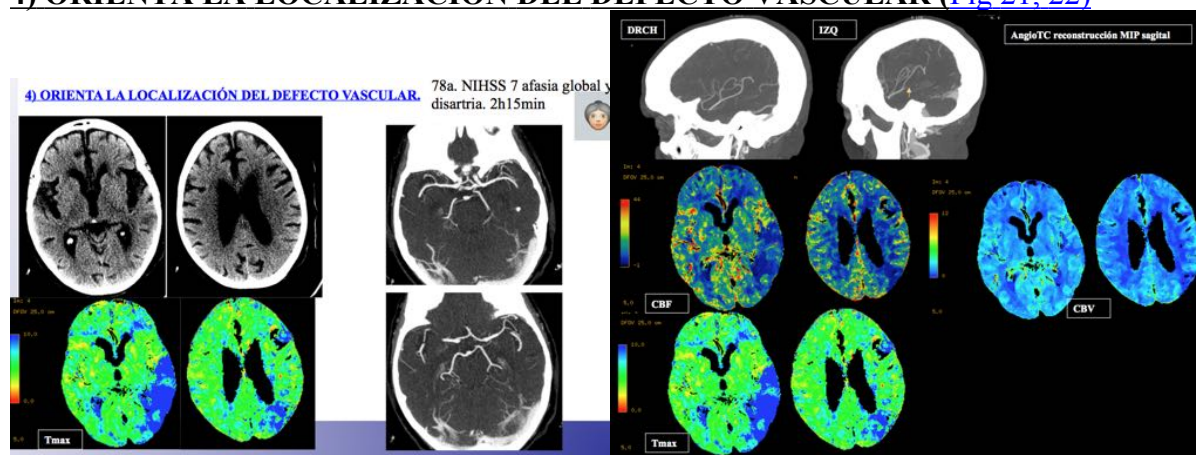 4) ORIENTA LA LOCALIZACIÓN DEL DEFECTO VASCULAR (Fig 21, 22)
4) ORIENTA LA LOCALIZACIÓN DEL DEFECTO VASCULAR.
78a. NIHSS 7 afasia global y
disartria. 2h15min
Tmax
DRCH
IZQ
AngioTC reconstrucción MIP sagital
CBF
CBV
Tmax